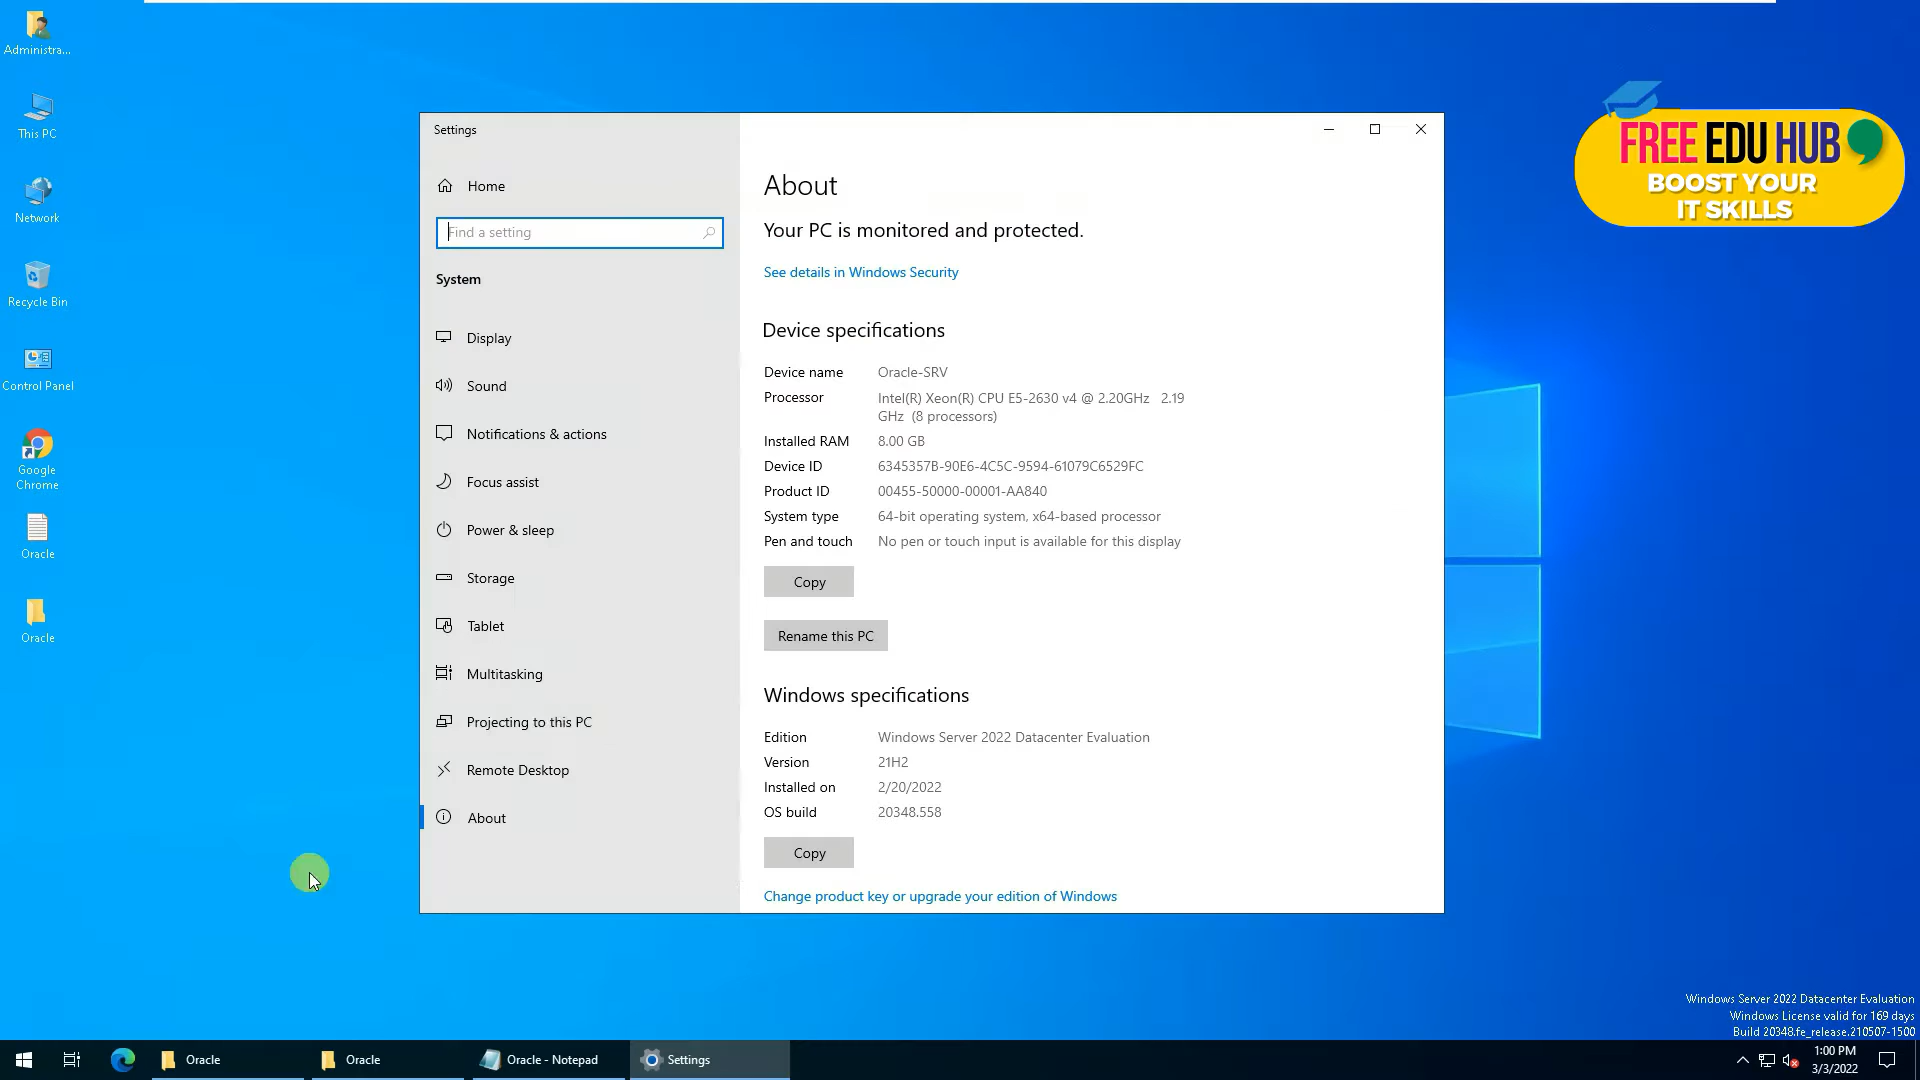 Administra...
This PC
Network
Recycle Bin
Control Panel
Google
Chrome
Oracle
Oracle
Settings
Home
Find a setting
System
Display
Sound
Notifications & actions
Focus assist
Power & sleep
Storage
Tablet
Multitasking
Projecting to this PC
Remote Desktop
About
About
Your PC is monitored and protected.
See details in Windows Security
Device specifications
Device name Oracle-SRV
Processor Intel(R) Xeon(R) CPU E5-2630 v4 @ 2.20GHz 2.19
GHz (8 processors)
Installed RAM 8.00 GB
Device ID 6345357B-90E6-4C5C-9594-61079C6529FC
Product ID 00455-50000-00001-AA840
System type 64-bit operating system, x64-based processor
Pen and touch No pen or touch input is available for this display
Copy
Rename this PC
Windows specifications
Edition Windows Server 2022 Datacenter Evaluation
Version 21H2
Installed on 2/20/2022
OS build 20348.558
Copy
Change product key or upgrade your edition of Windows
FREE EDU HUB
BOOST YOUR
IT SKILLS
Windows Server 2022 Datacenter Evaluation
Windows License valid for 169 days
Build 20348.fe_release.210507-1500
Oracle
Oracle
Oracle - Notepad
Settings
1:00 PM
3/3/2022